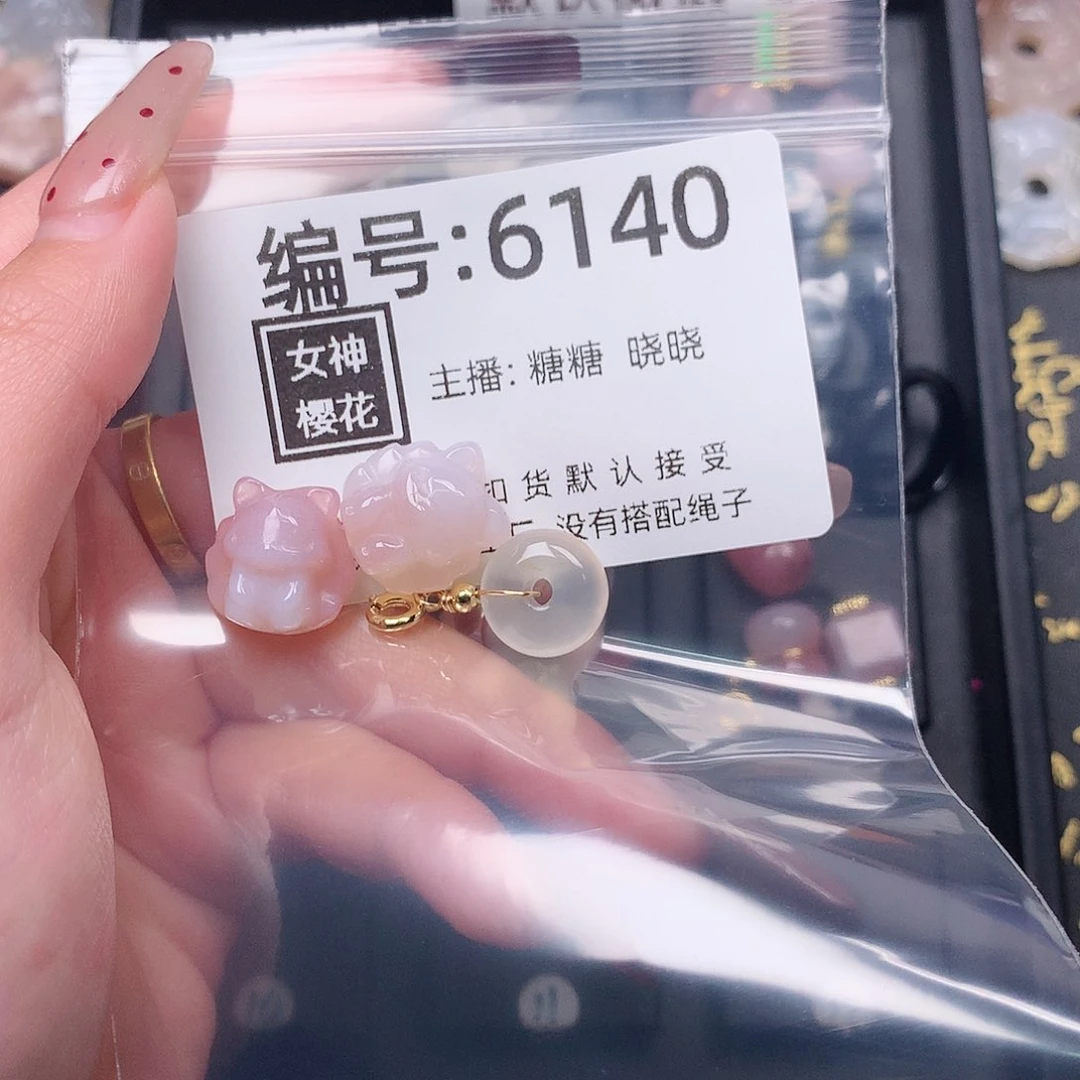 编号:6140
女神
樱花
主播: 糖糖 晓晓
扣货默认接受
没有搭配绳子